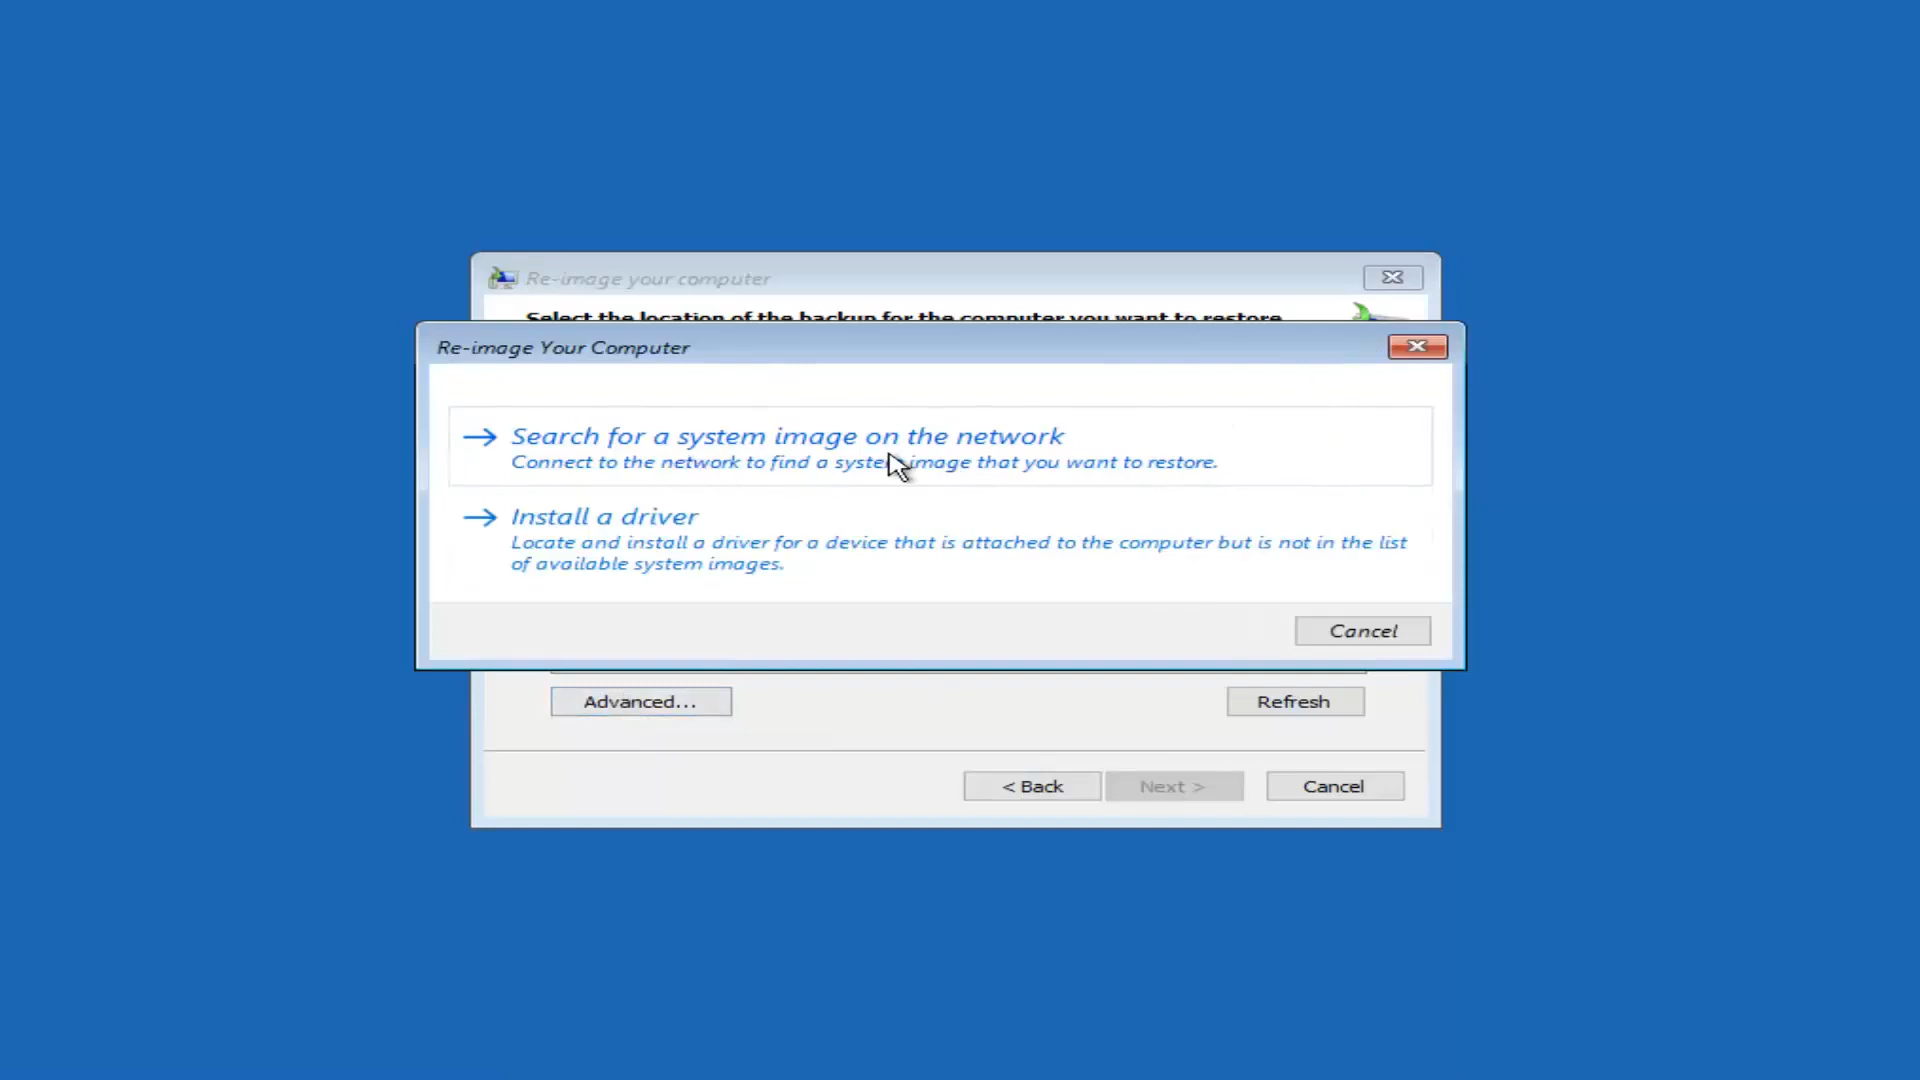 Re-image your computer
Select the location of the backup for the computer you want to restore.
Re-image Your Computer
Search for a system image on the network
Connect to the network to find a system image that you want to restore.
Install a driver
Locate and install a driver for a device that is attached to the computer but is not in the list
of available system images.
Cancel
Advanced...
Refresh
< Back
Next >
Cancel